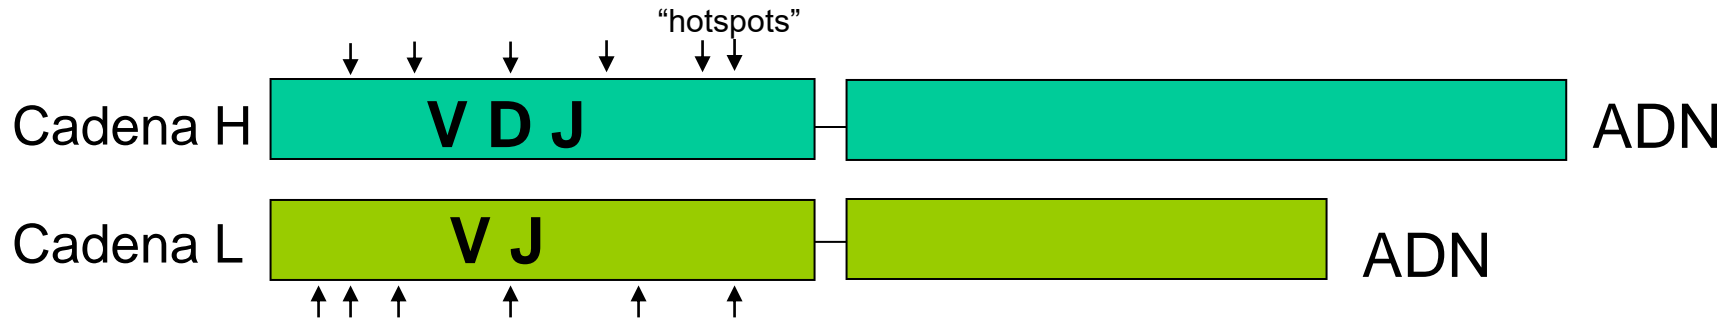 “hotspots”
Cadena H V D J ADN
Cadena L V J ADN